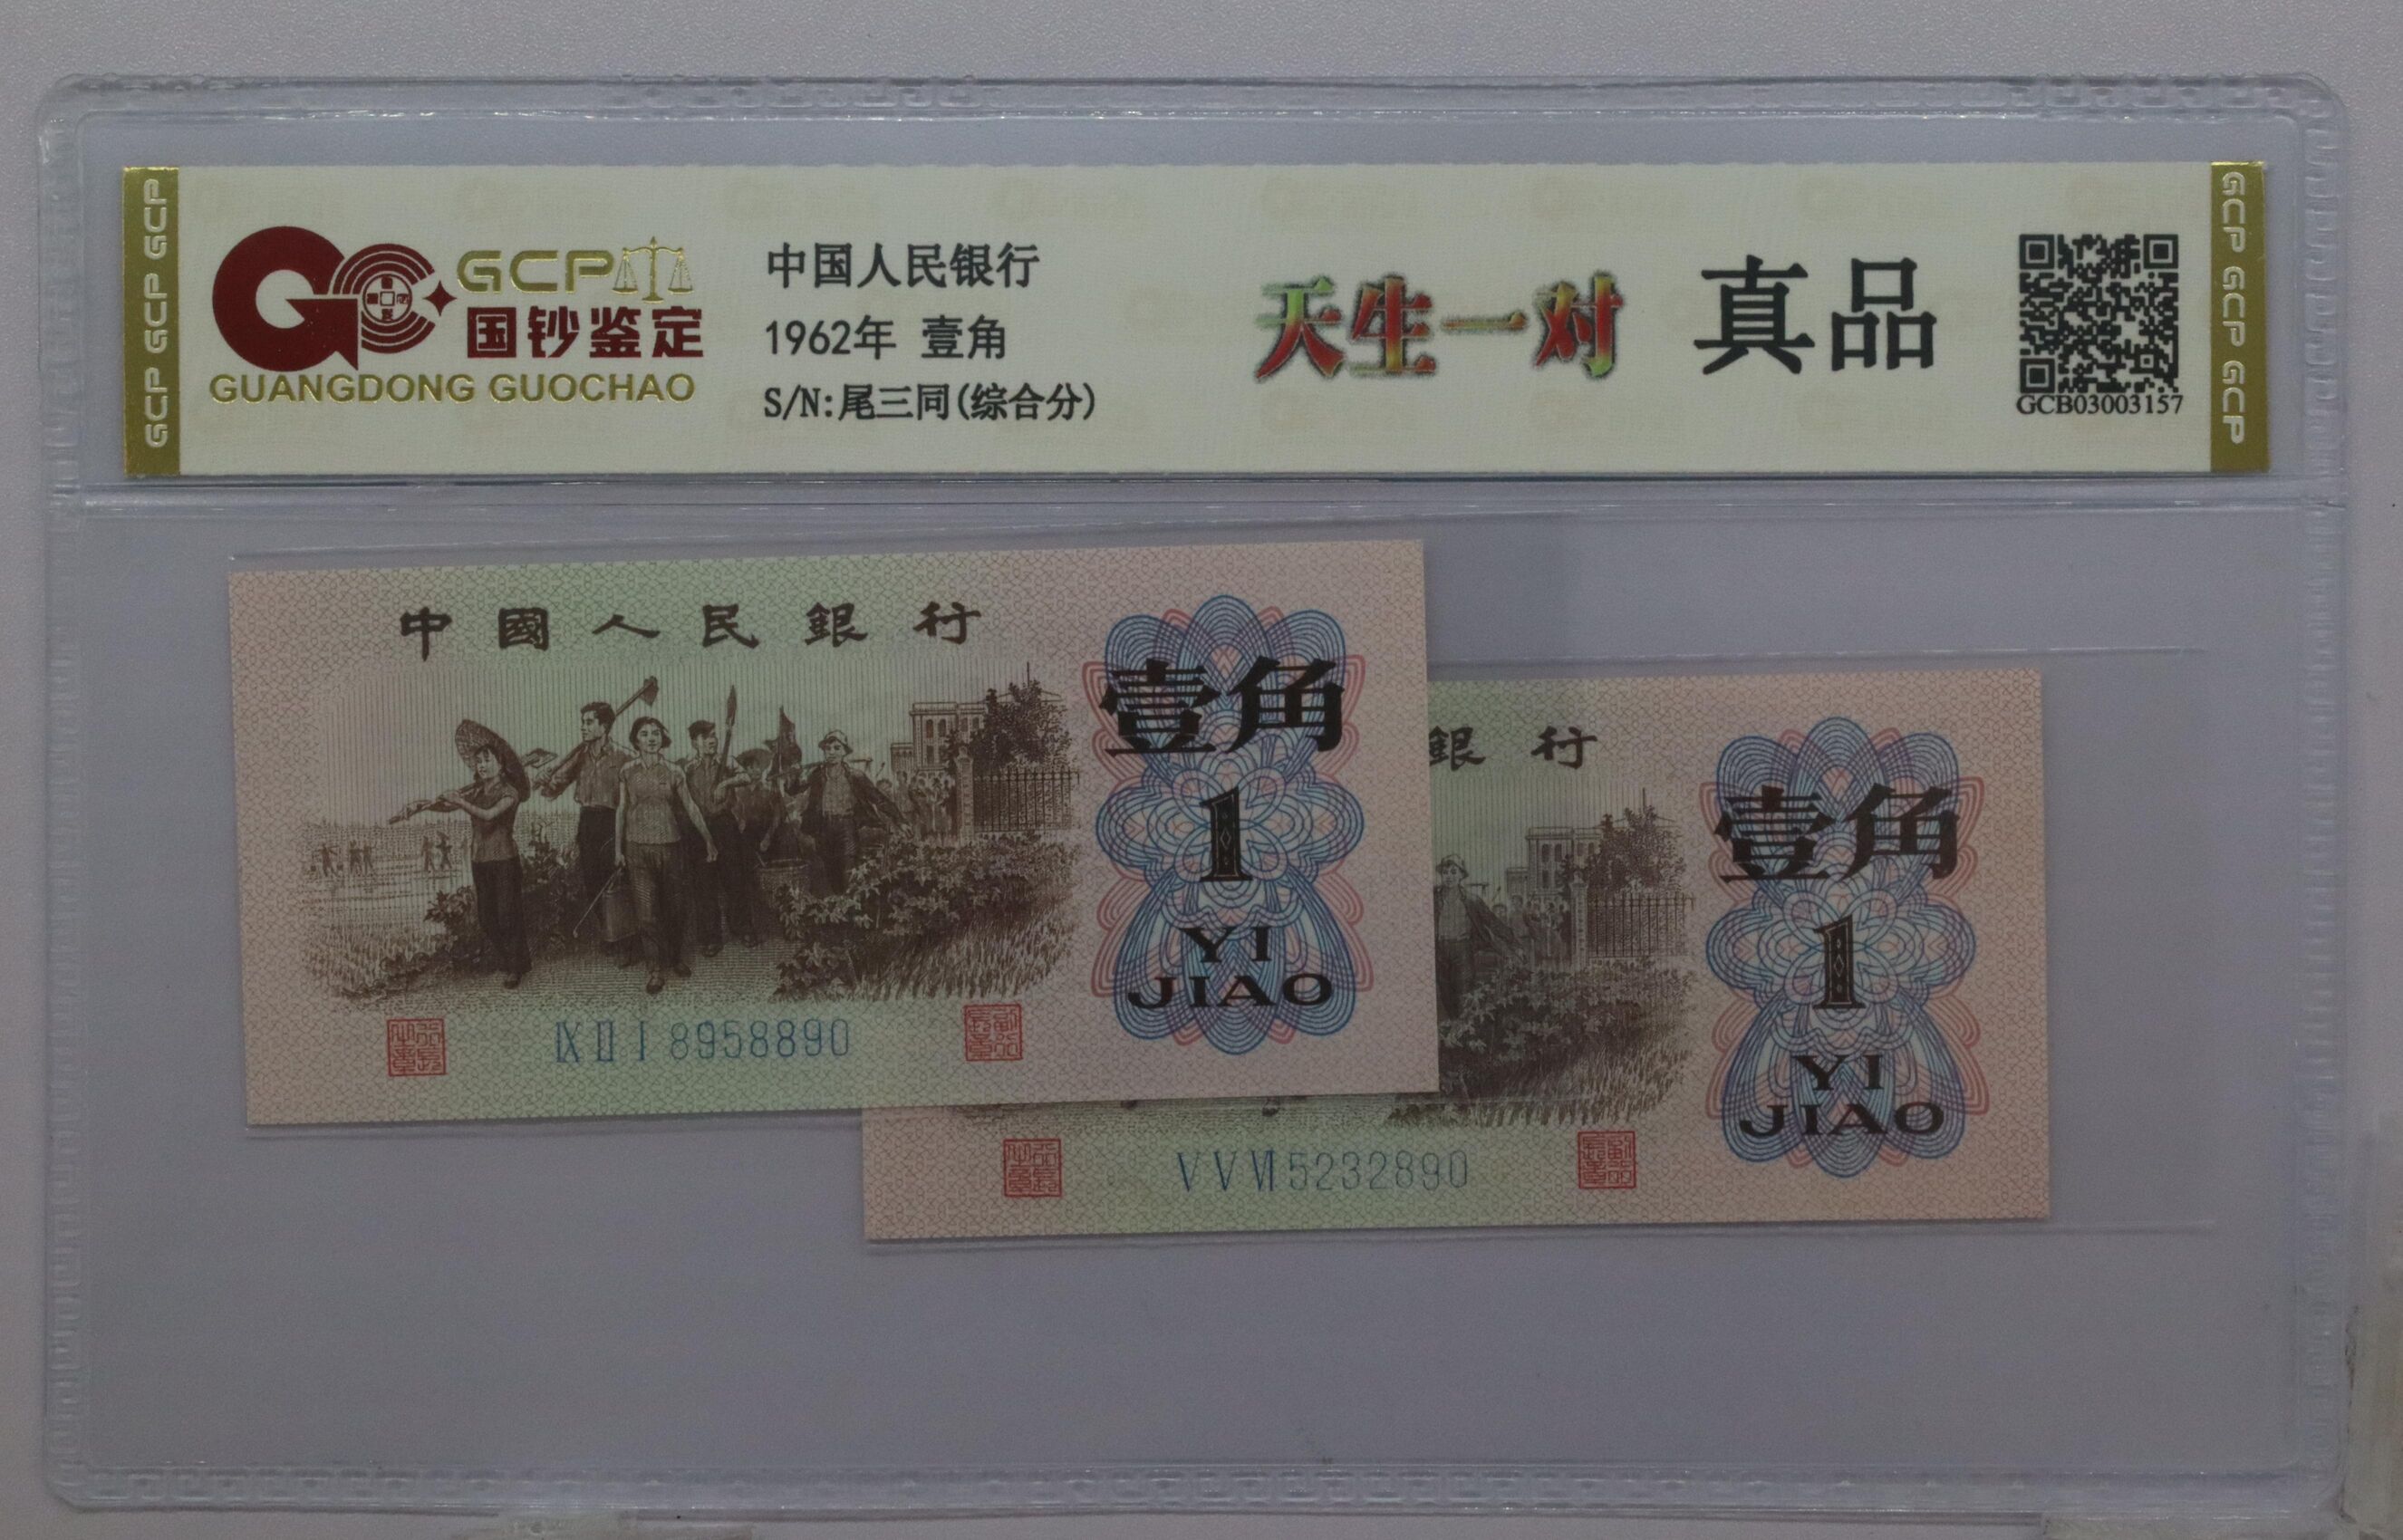 GCP GCP GCP
GCP
国钞鉴定
GUANGDONG GUOCHAO
中国人民银行
1962年 壹角
S/N:尾三同(综合分)
天生一对
真品
GCB03003157
GCP GCP GCP
中國人民銀行
壹角
1
YI
JIAO
ⅨⅡⅠ8958890
銀行
壹角
1
YI
JIAO
ⅤⅤⅥ5232890